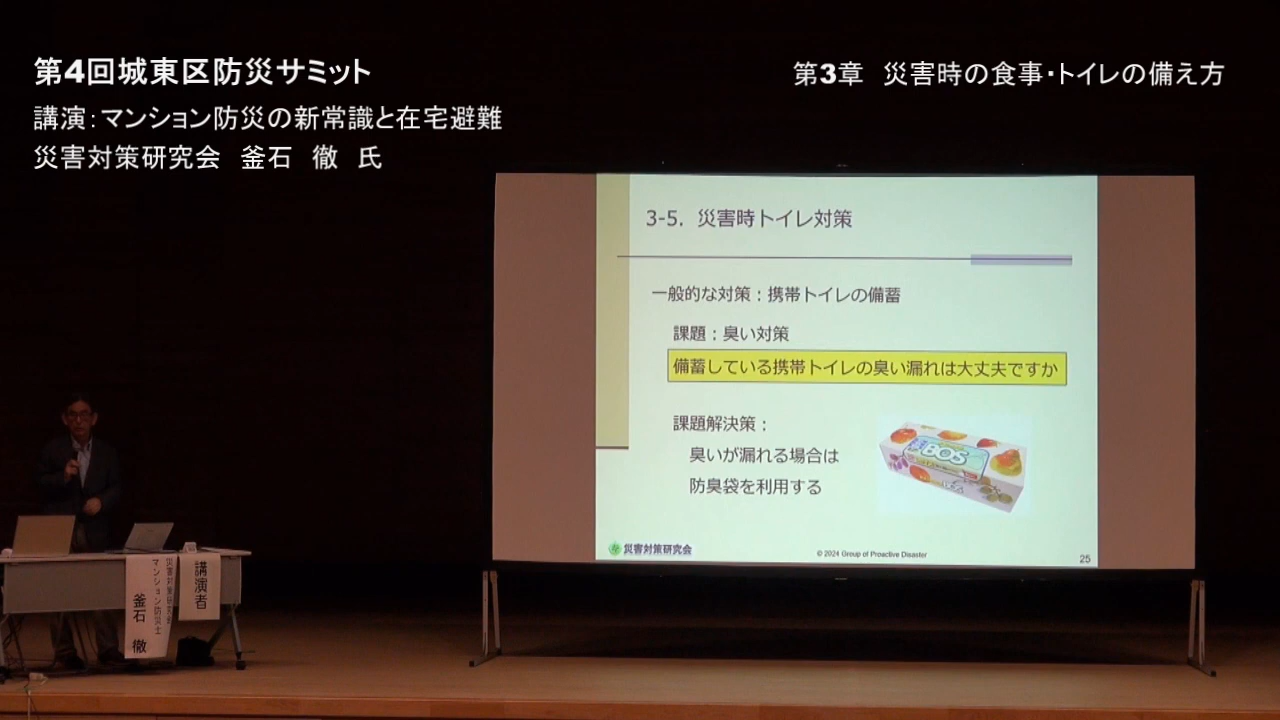 第4回城東区防災サミット
講演：マンション防災の新常識と在宅避難
災害対策研究会　釜石　徹　氏
第3章　災害時の食事・トイレの備え方
3-5. 災害時トイレ対策
一般的な対策：携帯トイレの備蓄
課題：臭い対策
備蓄している携帯トイレの臭い漏れは大丈夫ですか
課題解決策：
臭いが漏れる場合は
防臭袋を利用する
BOS
災害対策研究会
© 2024 Group of Proactive Disaster
25
講演者
災害対策研究会
マンション防災士
釜石　徹